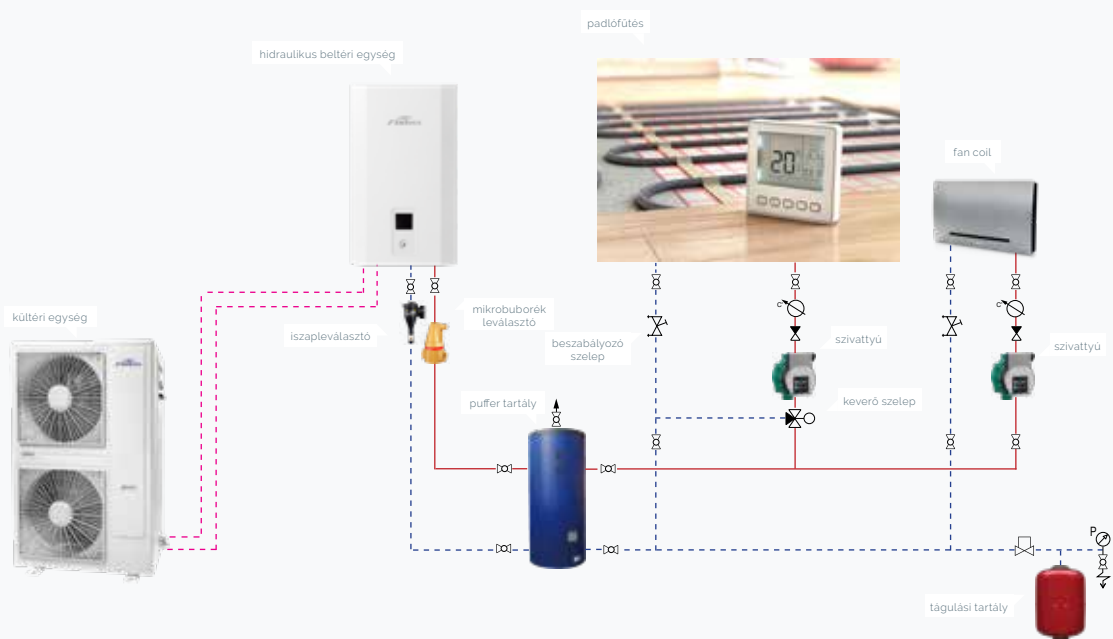 padlófűtés
hidraulikus beltéri egység
fan coil
20
C
C
kültéri egység
iszapleválasztó
mikrobuborék
leválasztó
beszabályozó
szelep
szivattyú
szivattyú
puffer tartály
keverő szelep
P
tágulási tartály